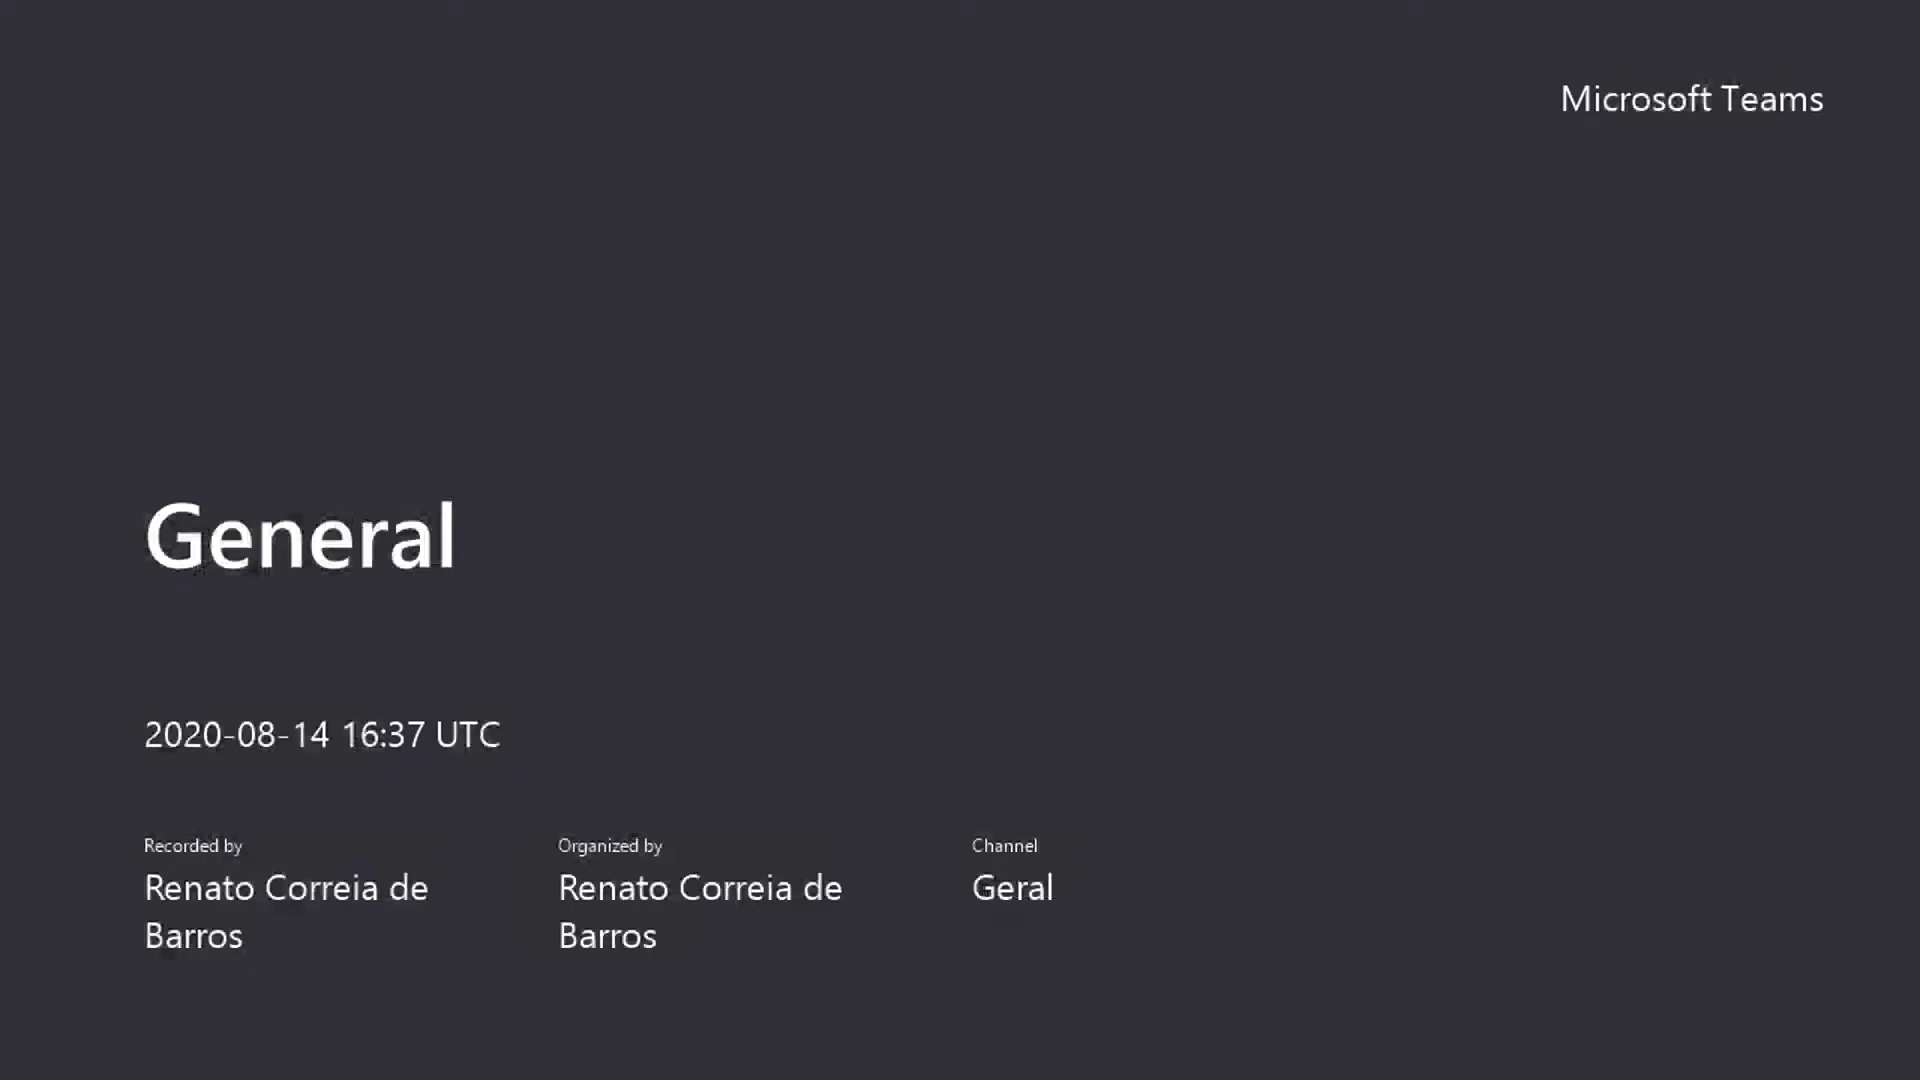 Microsoft Teams
General
2020-08-14 16:37 UTC
Recorded by
Renato Correia de
Barros
Organized by
Renato Correia de
Barros
Channel
Geral